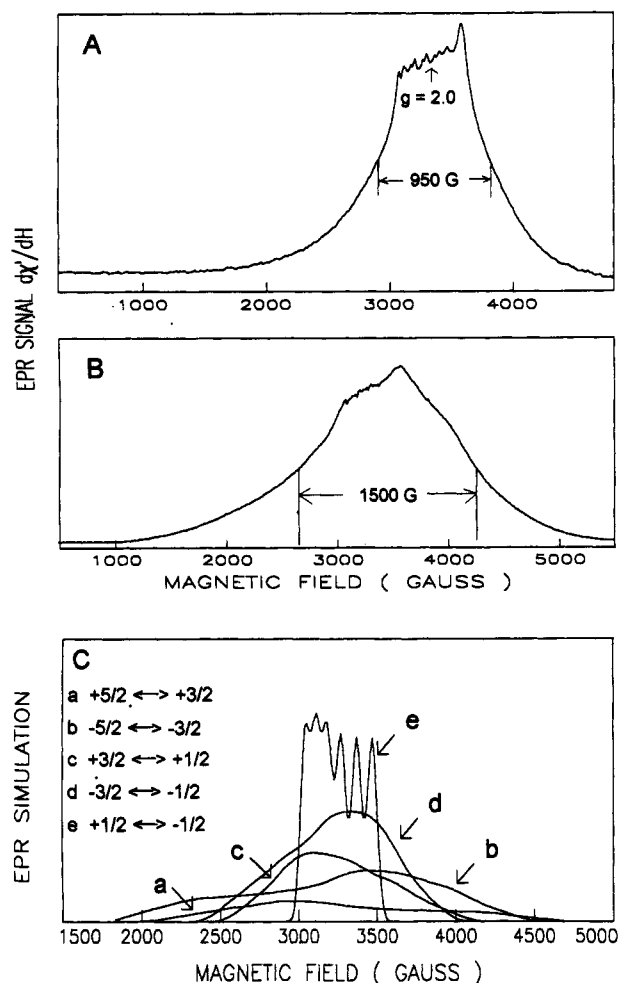 A
g = 2.0
950 G
1000 2000 3000 4000
EPR SIGNAL dχ'/dH
B
1500 G
1000 2000 3000 4000 5000
MAGNETIC FIELD ( GAUSS )
C
a +5/2 <--> +3/2
b -5/2 <--> -3/2
c +3/2 <--> +1/2
d -3/2 <--> -1/2
e +1/2 <--> -1/2
e
d
c
b
a
EPR SIMULATION
1500 2000 2500 3000 3500 4000 4500 5000
MAGNETIC FIELD ( GAUSS )